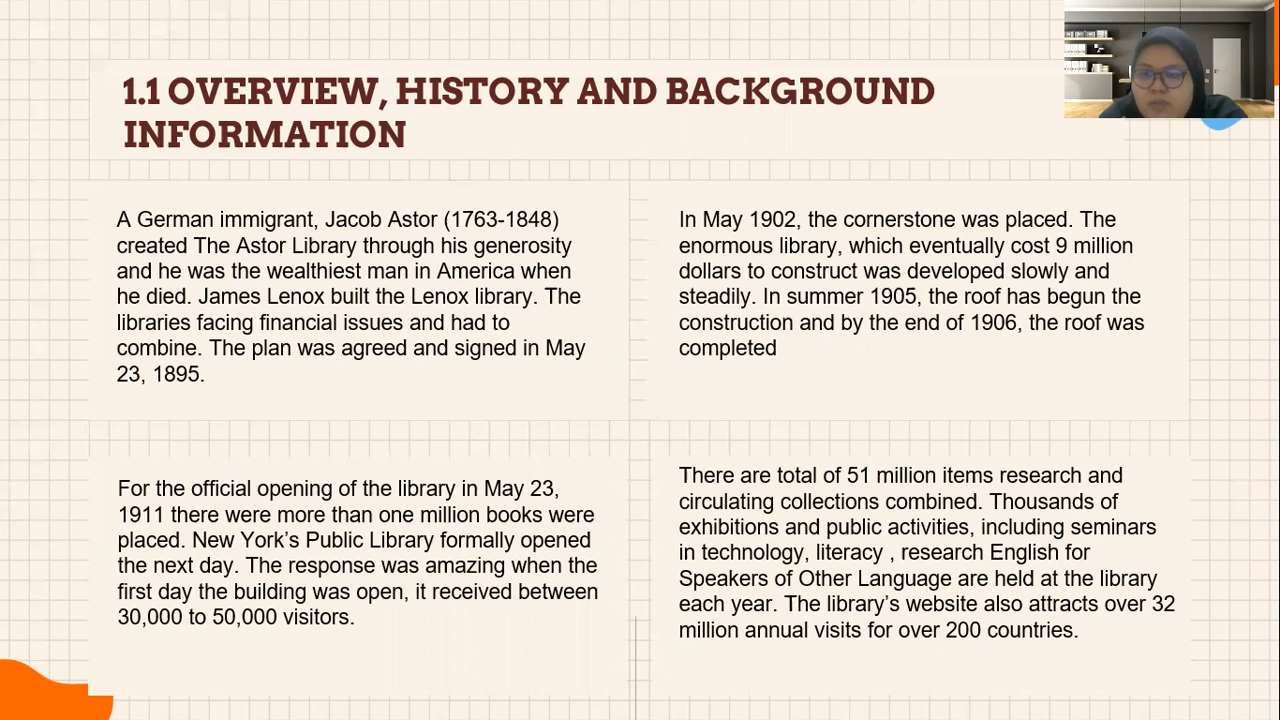 1.1 OVERVIEW, HISTORY AND BACKGROUND
INFORMATION
A German immigrant, Jacob Astor (1763-1848)
created The Astor Library through his generosity
and he was the wealthiest man in America when
he died. James Lenox built the Lenox library. The
libraries facing financial issues and had to
combine. The plan was agreed and signed in May
23, 1895.
In May 1902, the cornerstone was placed. The
enormous library, which eventually cost 9 million
dollars to construct was developed slowly and
steadily. In summer 1905, the roof has begun the
construction and by the end of 1906, the roof was
completed
For the official opening of the library in May 23,
1911 there were more than one million books were
placed. New York’s Public Library formally opened
the next day. The response was amazing when the
first day the building was open, it received between
30,000 to 50,000 visitors.
There are total of 51 million items research and
circulating collections combined. Thousands of
exhibitions and public activities, including seminars
in technology, literacy , research English for
Speakers of Other Language are held at the library
each year. The library’s website also attracts over 32
million annual visits for over 200 countries.